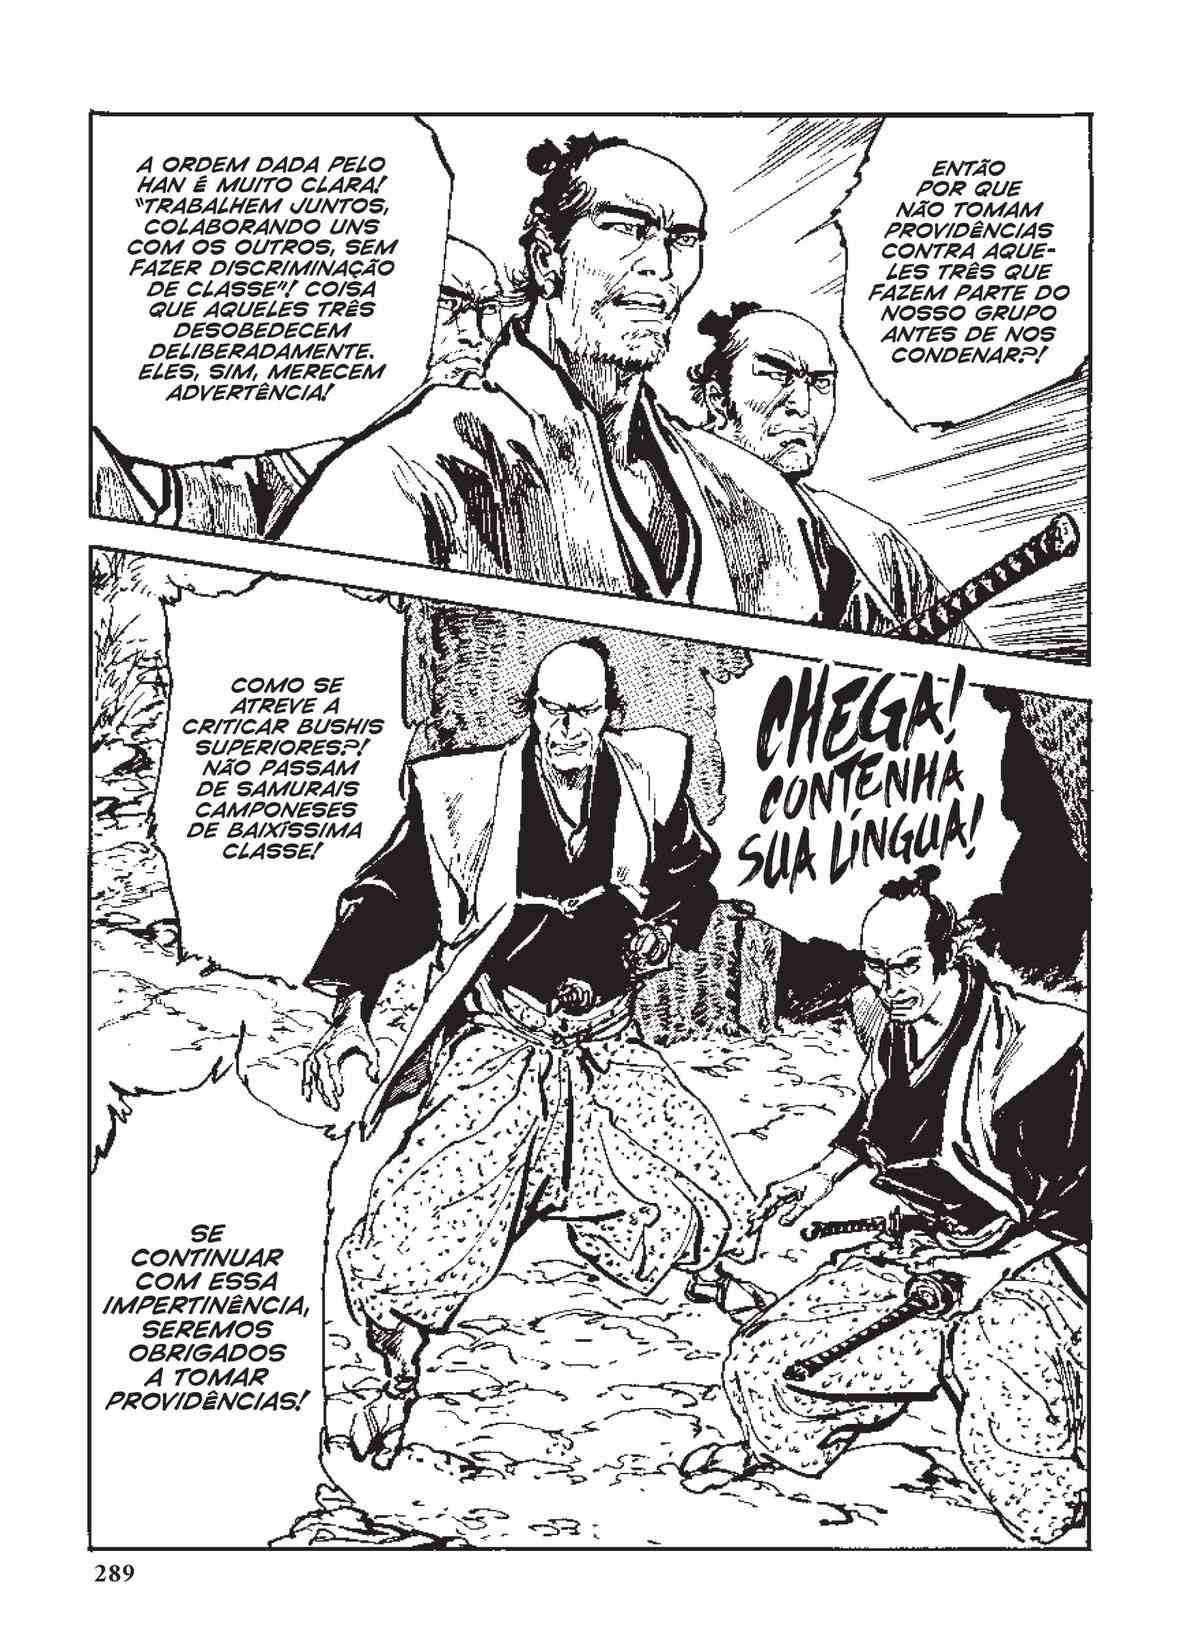 ENTÃO
POR QUE
NÃO TOMAM
PROVIDÊNCIAS
CONTRA AQUE-
LES TRÊS QUE
FAZEM PARTE DO
NOSSO GRUPO
ANTES DE NOS
CONDENAR?!
A ORDEM DADA PELO
HAN É MUITO CLARA!
"TRABALHEM JUNTOS,
COLABORANDO UNS
COM OS OUTROS, SEM
FAZER DISCRIMINAÇÃO
DE CLASSE"! COISA
QUE AQUELES TRÊS
DESOBEDECEM
DELIBERADAMENTE.
ELES, SIM, MERECEM
ADVERTÊNCIA!
CHEGA!
CONTENHA
SUA LÍNGUA!
COMO SE
ATREVE A
CRITICAR BUSHIS
SUPERIORES?!
NÃO PASSAM
DE SAMURAIS
CAMPONESES
DE BAIXÍSSIMA
CLASSE!
SE
CONTINUAR
COM ESSA
IMPERTINÊNCIA,
SEREMOS
OBRIGADOS
A TOMAR
PROVIDÊNCIAS!
289